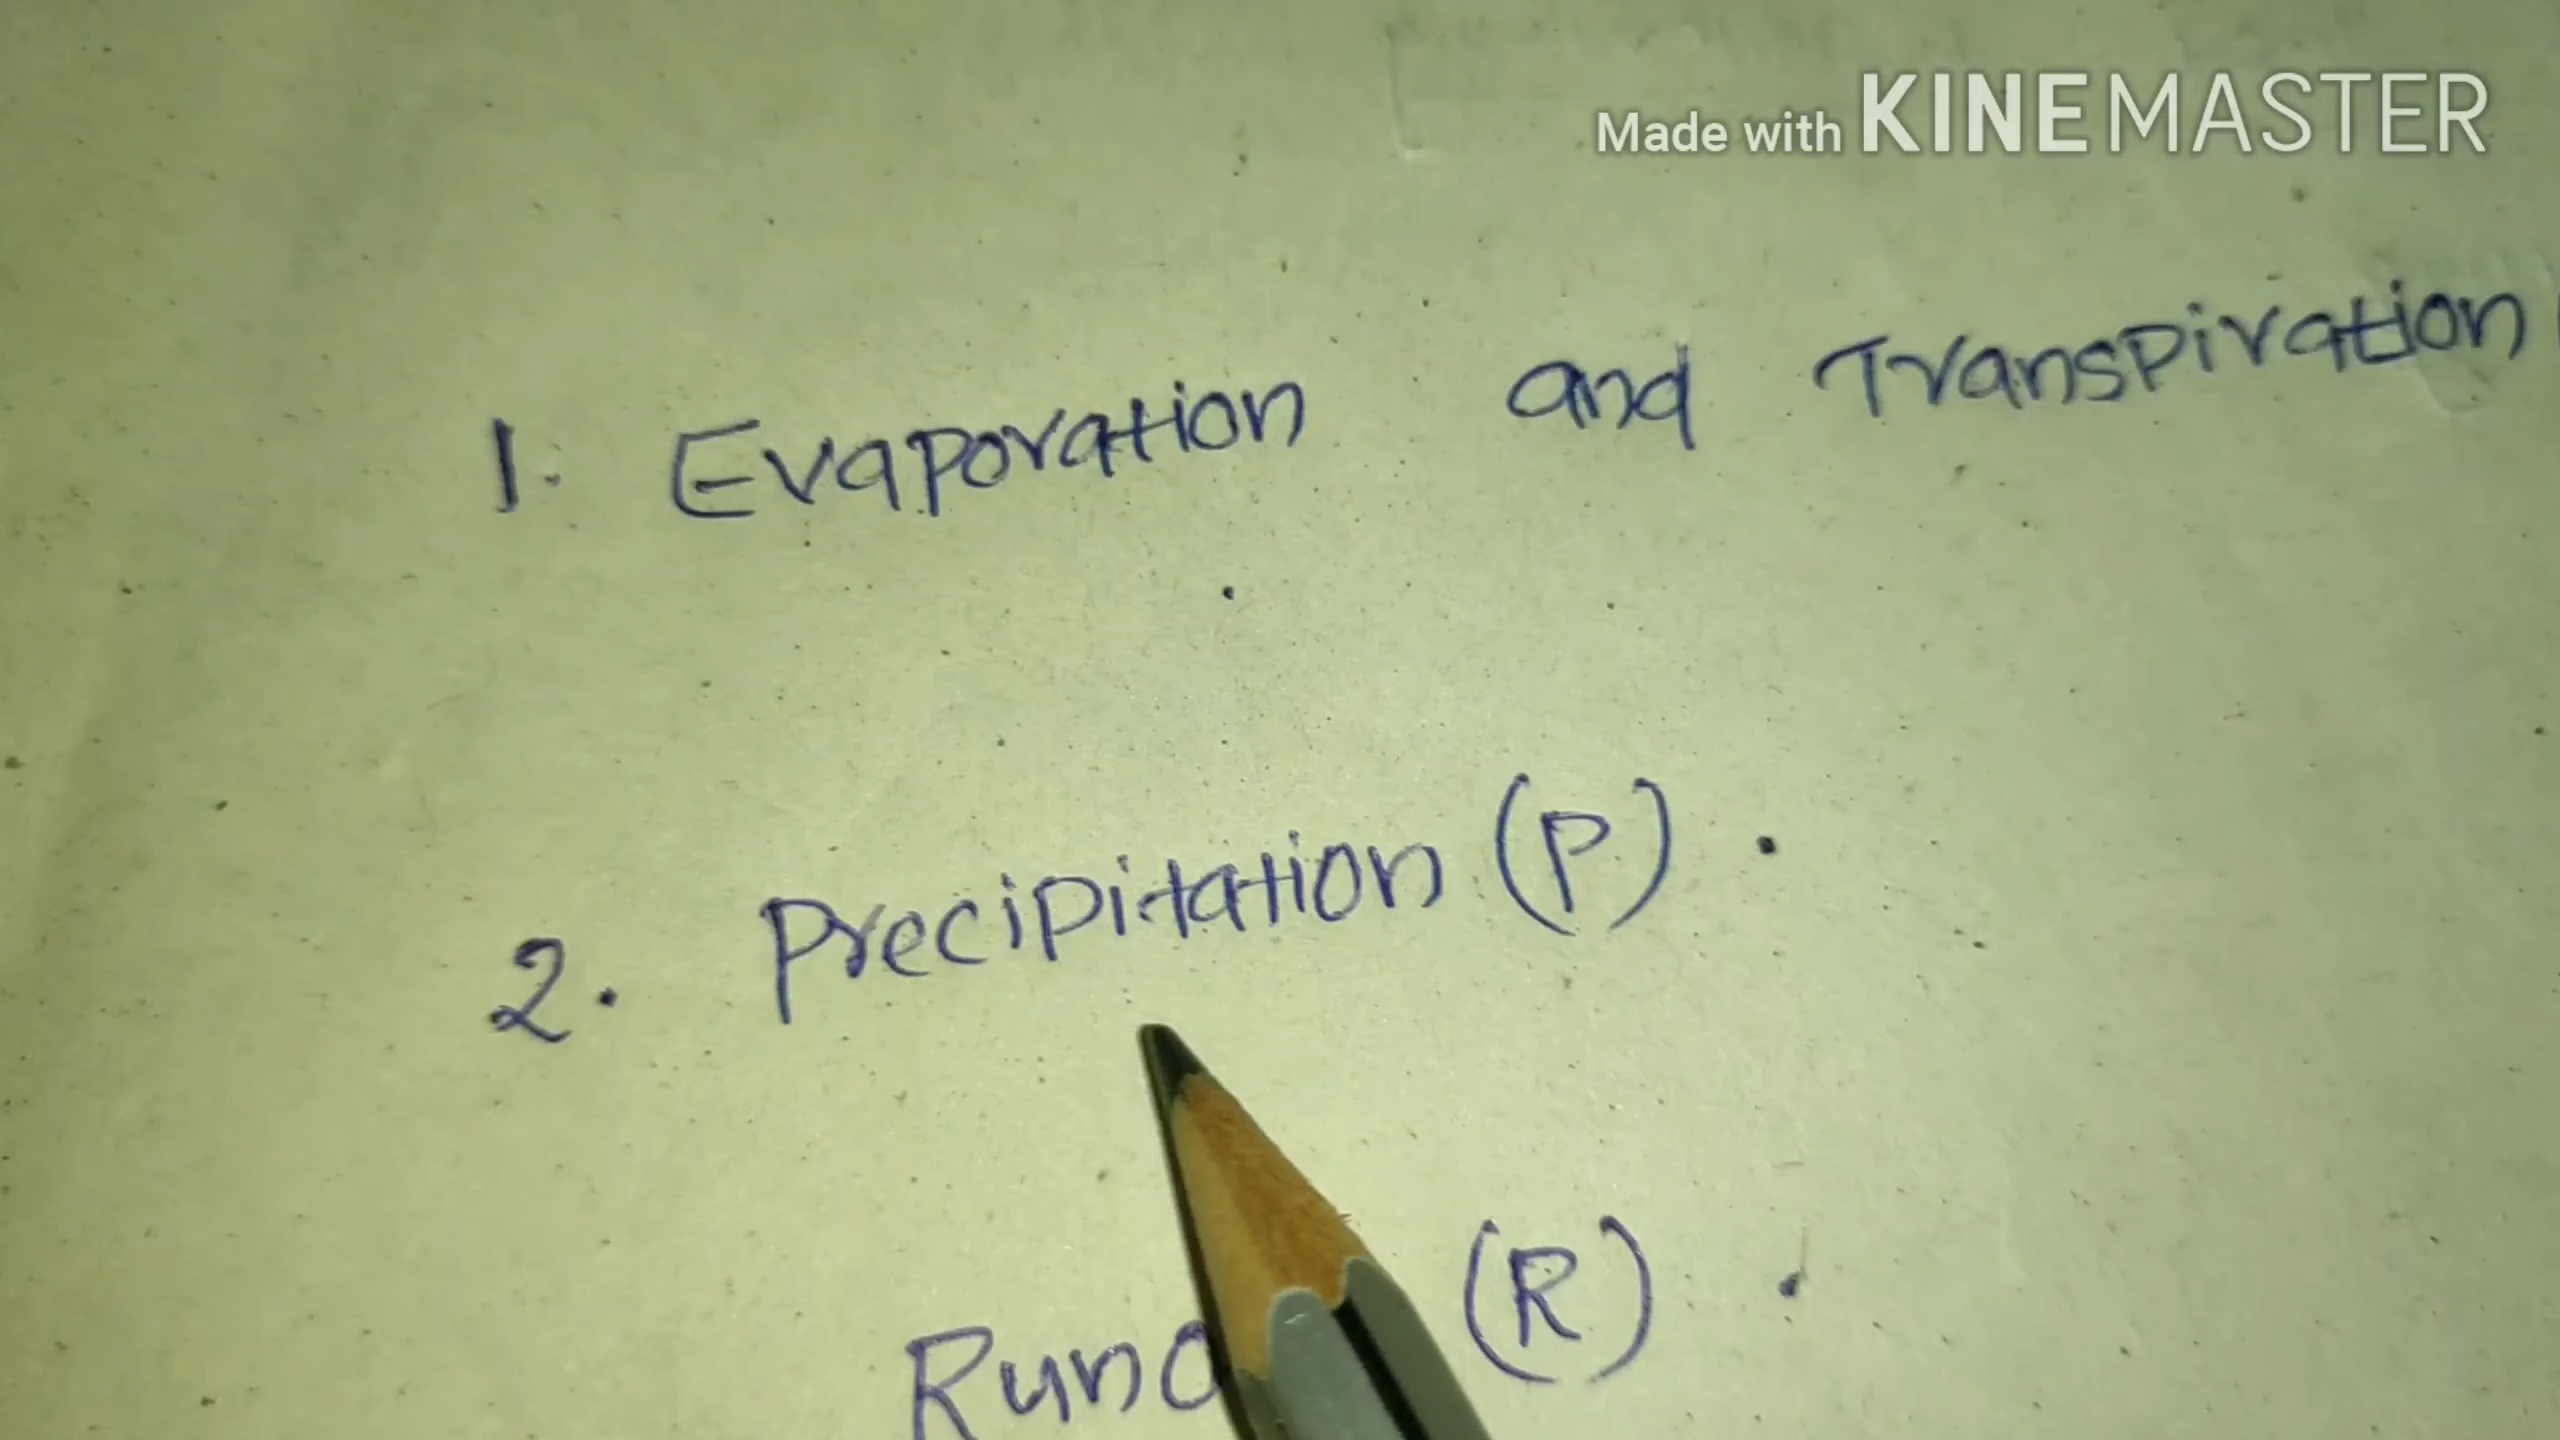 Made with KINEMASTER
1. Evaporation and Transpiration (
2. Precipitation (P).
(R).